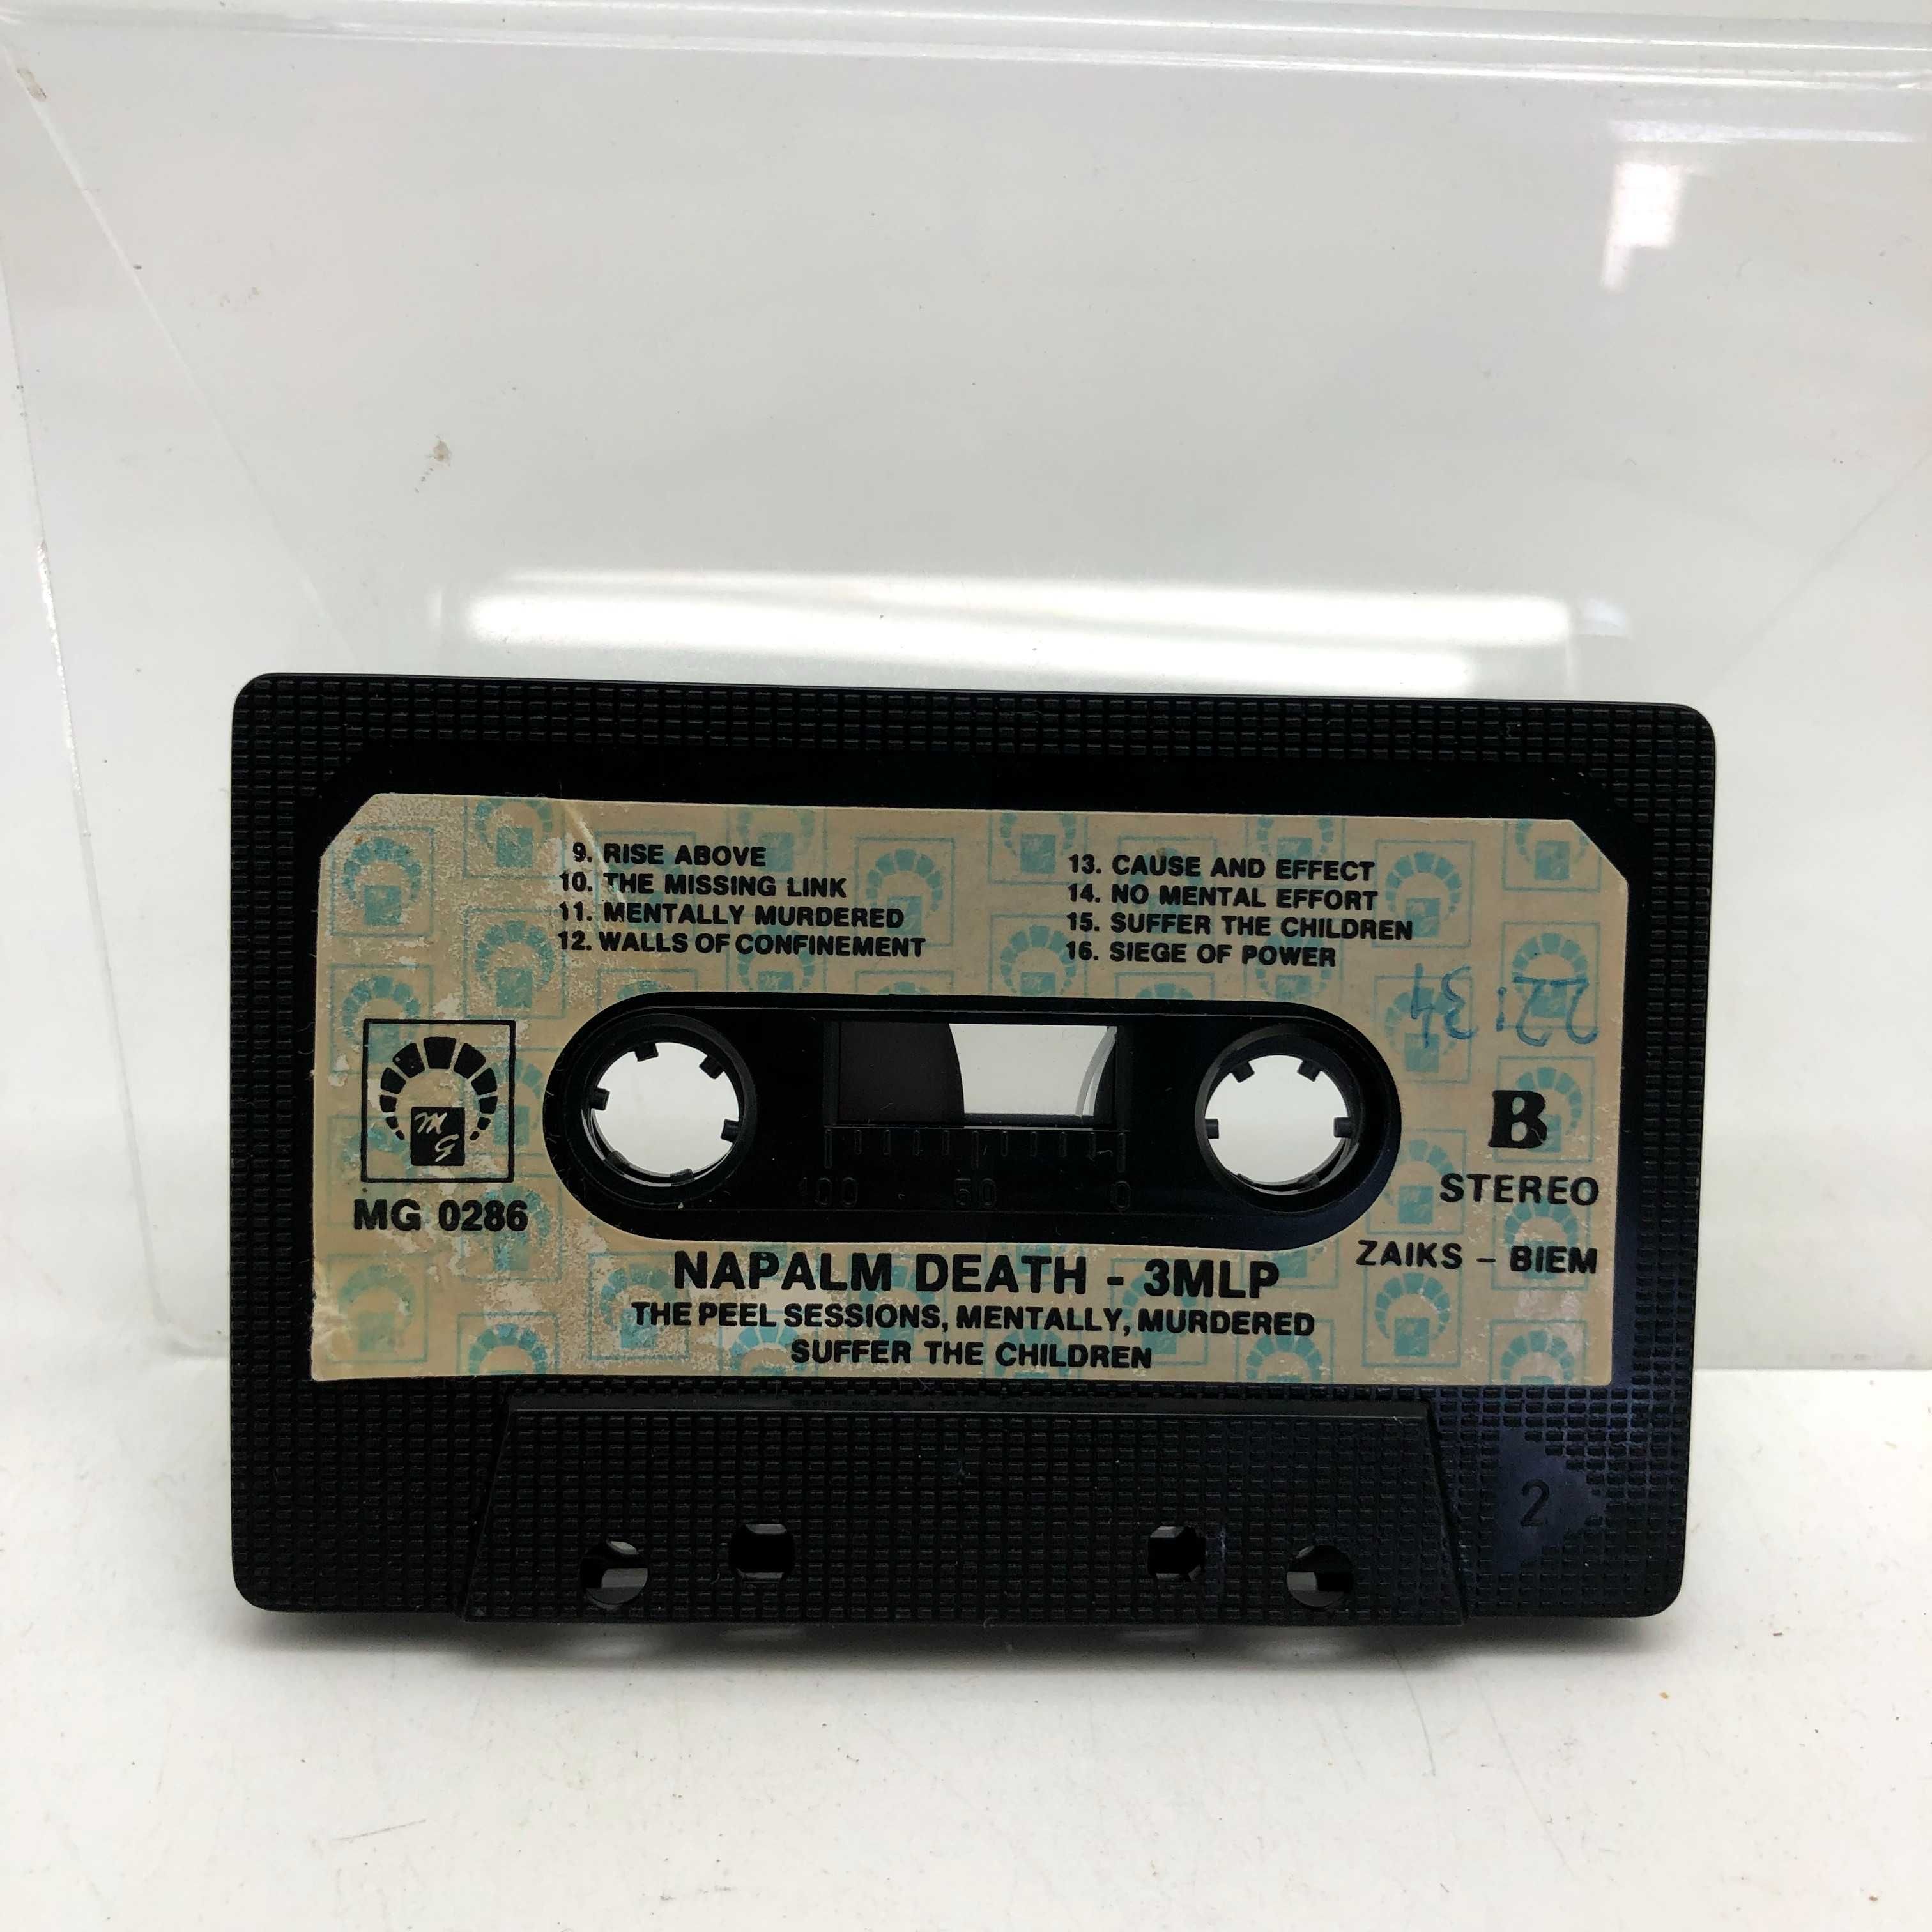 9. RISE ABOVE
10. THE MISSING LINK
11. MENTALLY MURDERED
12. WALLS OF CONFINEMENT
13. CAUSE AND EFFECT
14. NO MENTAL EFFORT
15. SUFFER THE CHILDREN
16. SIEGE OF POWER
22; 34
MG
MG 0286
100 50 0
B
STEREO
ZAIKS – BIEM
NAPALM DEATH - 3MLP
THE PEEL SESSIONS, MENTALLY, MURDERED
SUFFER THE CHILDREN
2